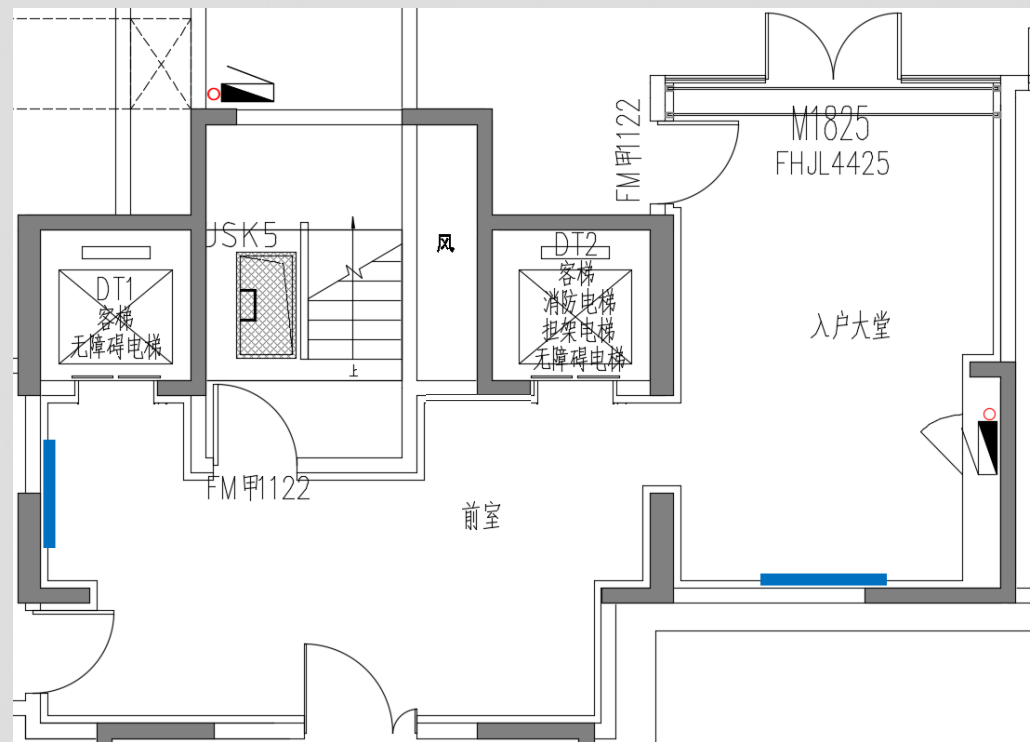 M1825
FHJL4425
FM甲1122
JSK5
风
DT1
客梯
无障碍电梯
DT2
客梯
消防电梯
担架电梯
无障碍电梯
入户大堂
上
FM甲1122
前室